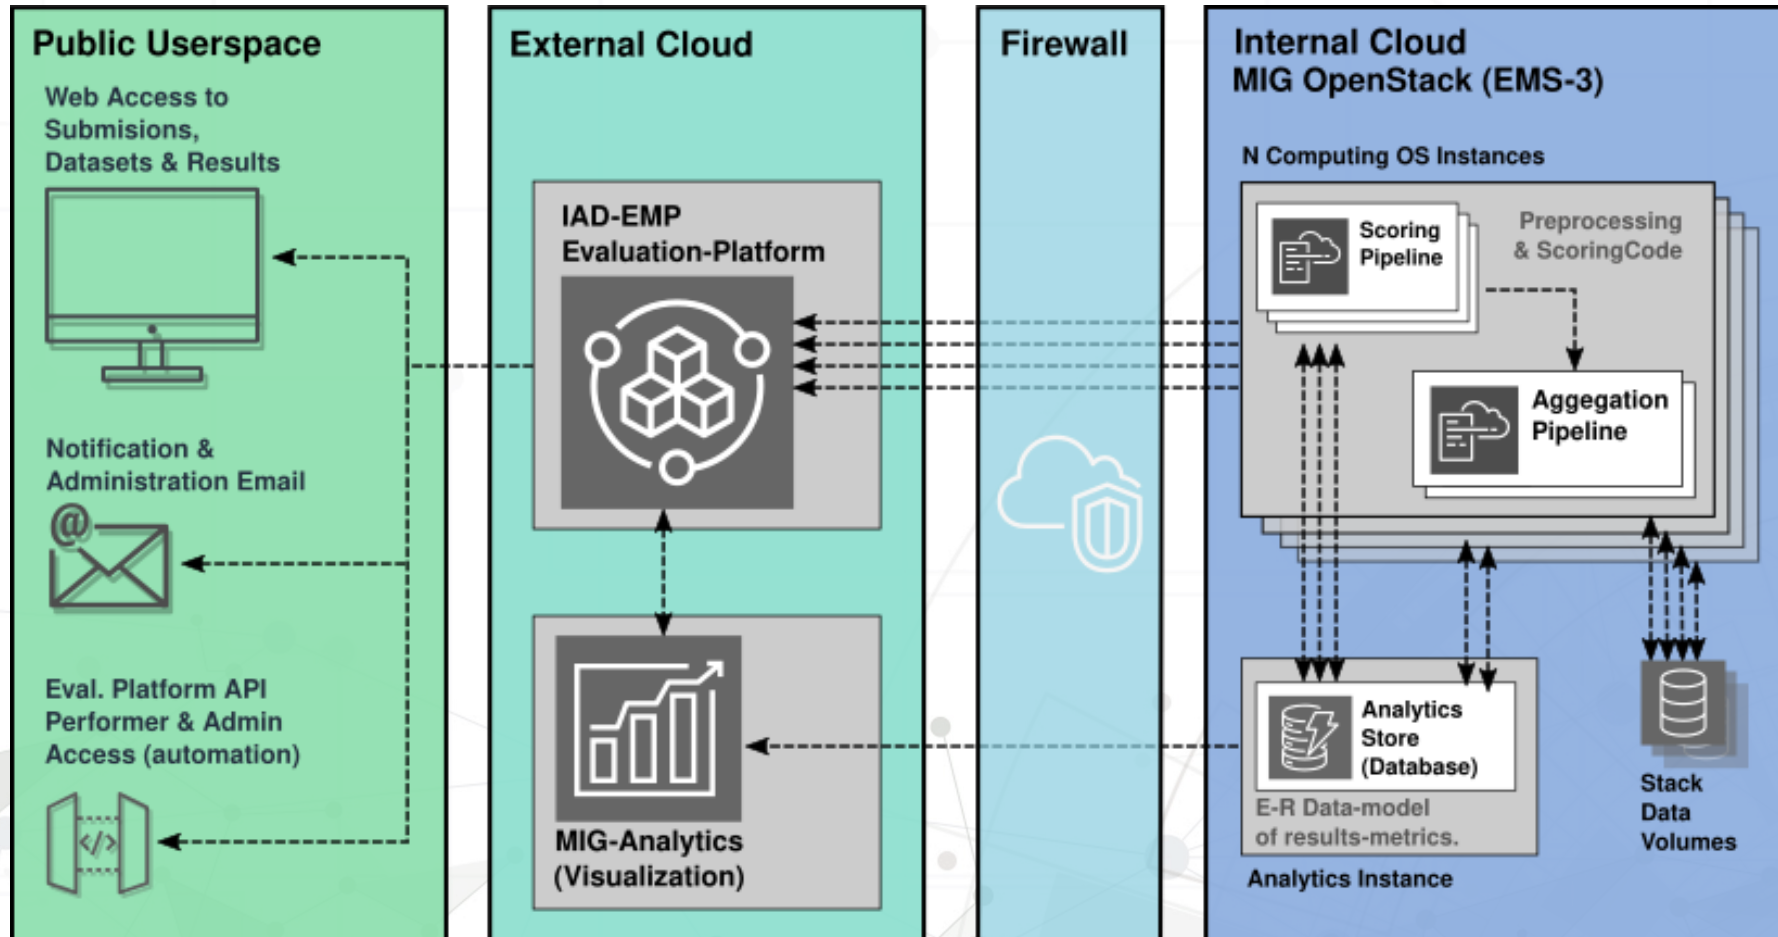 Public Userspace
Web Access to
Submisions,
Datasets & Results
Notification &
Administration Email
@
Eval. Platform API
Performer & Admin
Access (automation)
</>
External Cloud
IAD-EMP
Evaluation-Platform
MIG-Analytics
(Visualization)
Firewall
Internal Cloud
MIG OpenStack (EMS-3)
N Computing OS Instances
Scoring
Pipeline
Preprocessing
& ScoringCode
Aggegation
Pipeline
Analytics
Store
(Database)
E-R Data-model
of results-metrics.
Analytics Instance
Stack
Data
Volumes